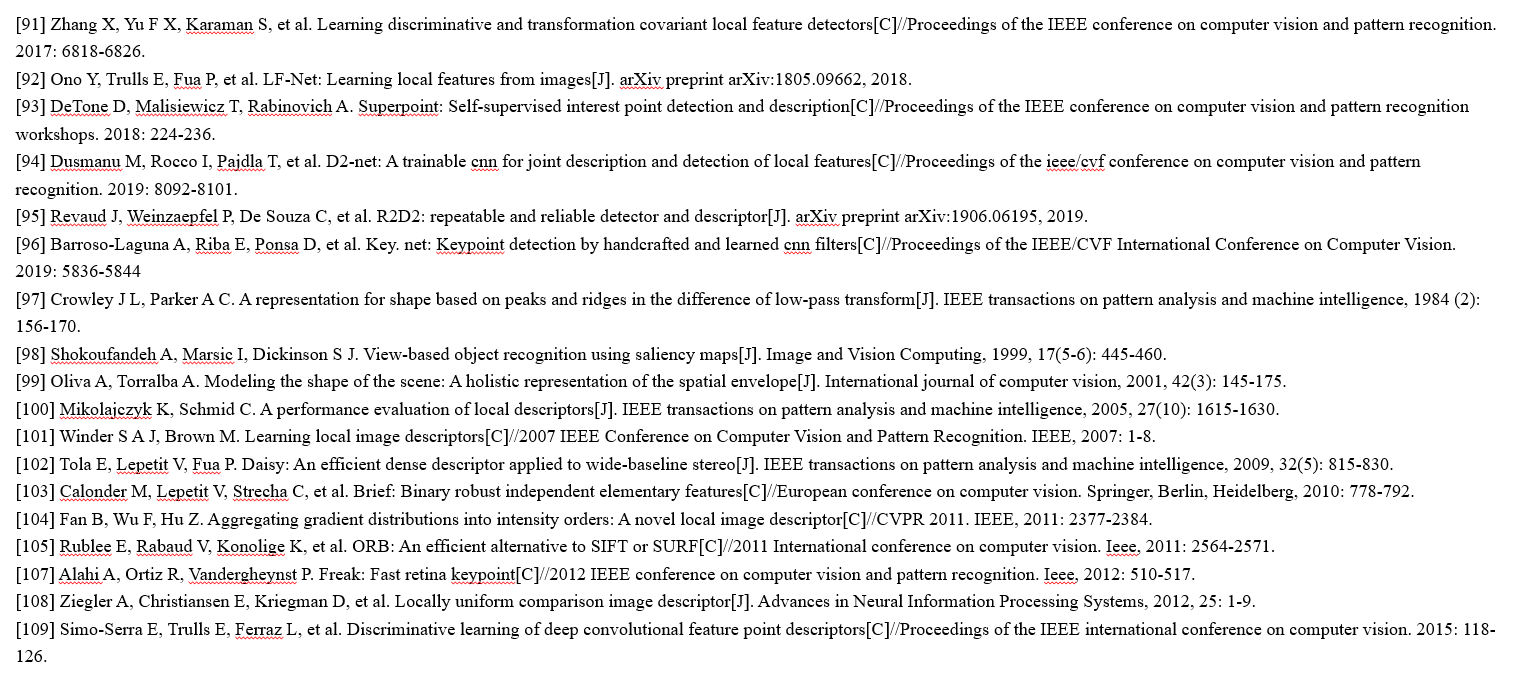 [91] Zhang X, Yu F X, Karaman S, et al. Learning discriminative and transformation covariant local feature detectors[C]//Proceedings of the IEEE conference on computer vision and pattern recognition.
2017: 6818-6826.
[92] Ono Y, Trulls E, Fua P, et al. LF-Net: Learning local features from images[J]. arXiv preprint arXiv:1805.09662, 2018.
[93] DeTone D, Malisiewicz T, Rabinovich A. Superpoint: Self-supervised interest point detection and description[C]//Proceedings of the IEEE conference on computer vision and pattern recognition
workshops. 2018: 224-236.
[94] Dusmanu M, Rocco I, Pajdla T, et al. D2-net: A trainable cnn for joint description and detection of local features[C]//Proceedings of the ieee/cvf conference on computer vision and pattern
recognition. 2019: 8092-8101.
[95] Revaud J, Weinzaepfel P, De Souza C, et al. R2D2: repeatable and reliable detector and descriptor[J]. arXiv preprint arXiv:1906.06195, 2019.
[96] Barroso-Laguna A, Riba E, Ponsa D, et al. Key. net: Keypoint detection by handcrafted and learned cnn filters[C]//Proceedings of the IEEE/CVF International Conference on Computer Vision.
2019: 5836-5844
[97] Crowley J L, Parker A C. A representation for shape based on peaks and ridges in the difference of low-pass transform[J]. IEEE transactions on pattern analysis and machine intelligence, 1984 (2):
156-170.
[98] Shokoufandeh A, Marsic I, Dickinson S J. View-based object recognition using saliency maps[J]. Image and Vision Computing, 1999, 17(5-6): 445-460.
[99] Oliva A, Torralba A. Modeling the shape of the scene: A holistic representation of the spatial envelope[J]. International journal of computer vision, 2001, 42(3): 145-175.
[100] Mikolajczyk K, Schmid C. A performance evaluation of local descriptors[J]. IEEE transactions on pattern analysis and machine intelligence, 2005, 27(10): 1615-1630.
[101] Winder S A J, Brown M. Learning local image descriptors[C]//2007 IEEE Conference on Computer Vision and Pattern Recognition. IEEE, 2007: 1-8.
[102] Tola E, Lepetit V, Fua P. Daisy: An efficient dense descriptor applied to wide-baseline stereo[J]. IEEE transactions on pattern analysis and machine intelligence, 2009, 32(5): 815-830.
[103] Calonder M, Lepetit V, Strecha C, et al. Brief: Binary robust independent elementary features[C]//European conference on computer vision. Springer, Berlin, Heidelberg, 2010: 778-792.
[104] Fan B, Wu F, Hu Z. Aggregating gradient distributions into intensity orders: A novel local image descriptor[C]//CVPR 2011. IEEE, 2011: 2377-2384.
[105] Rublee E, Rabaud V, Konolige K, et al. ORB: An efficient alternative to SIFT or SURF[C]//2011 International conference on computer vision. Ieee, 2011: 2564-2571.
[107] Alahi A, Ortiz R, Vandergheynst P. Freak: Fast retina keypoint[C]//2012 IEEE conference on computer vision and pattern recognition. Ieee, 2012: 510-517.
[108] Ziegler A, Christiansen E, Kriegman D, et al. Locally uniform comparison image descriptor[J]. Advances in Neural Information Processing Systems, 2012, 25: 1-9.
[109] Simo-Serra E, Trulls E, Ferraz L, et al. Discriminative learning of deep convolutional feature point descriptors[C]//Proceedings of the IEEE international conference on computer vision. 2015: 118-
126.